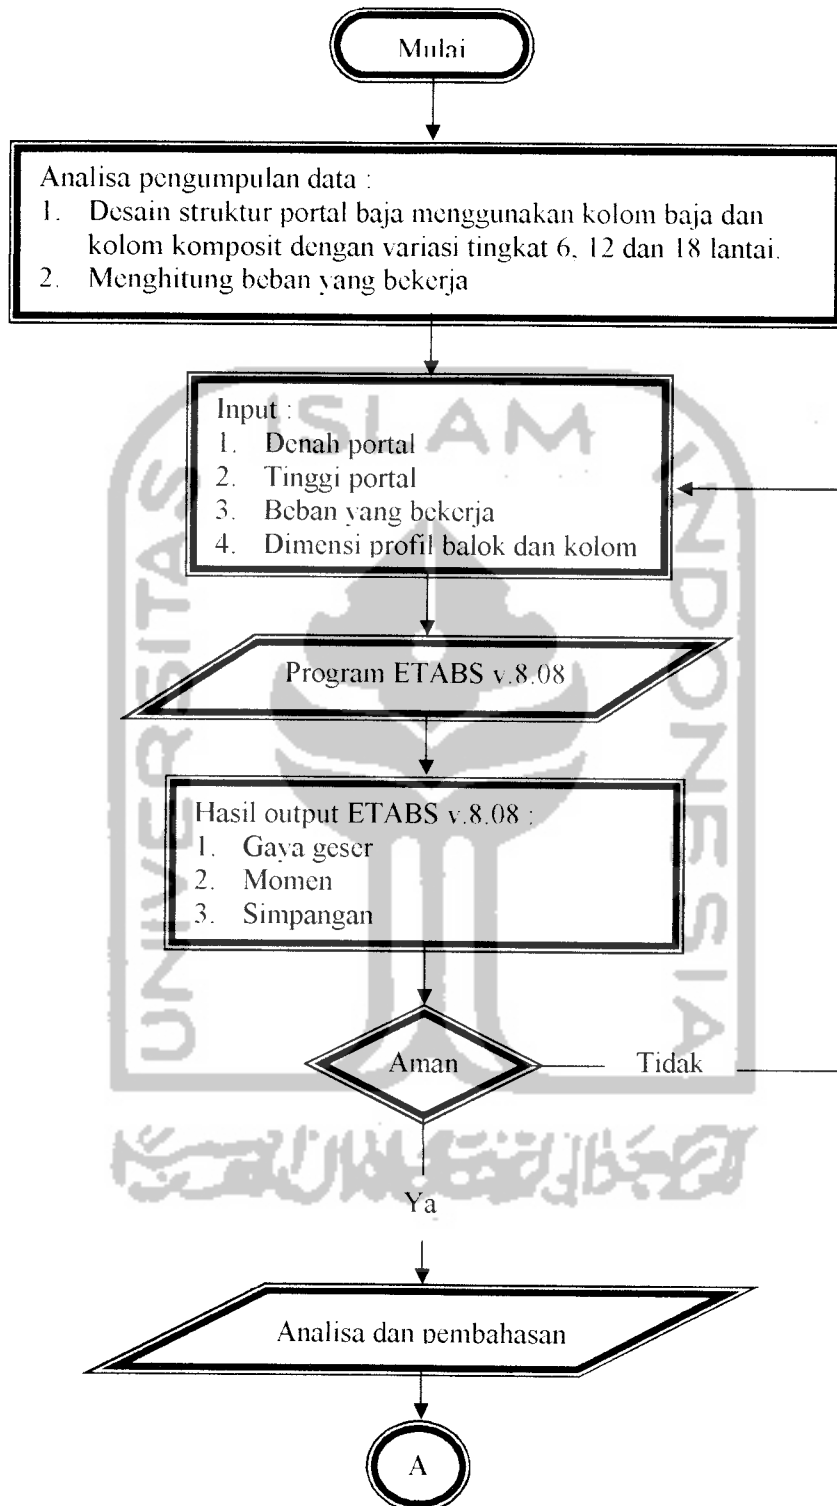 Mulai
Analisa pengumpulan data :
1. Desain struktur portal baja menggunakan kolom baja dan
kolom komposit dengan variasi tingkat 6, 12 dan 18 lantai.
2. Menghitung beban yang bekerja
Input :
1. Denah portal
2. Tinggi portal
3. Beban yang bekerja
4. Dimensi profil balok dan kolom
Program ETABS v.8.08
Hasil output ETABS v.8.08 :
1. Gaya geser
2. Momen
3. Simpangan
Aman
Tidak
Ya
Analisa dan pembahasan
A
UNIVERSITAS
ISLAM
INDONESIA